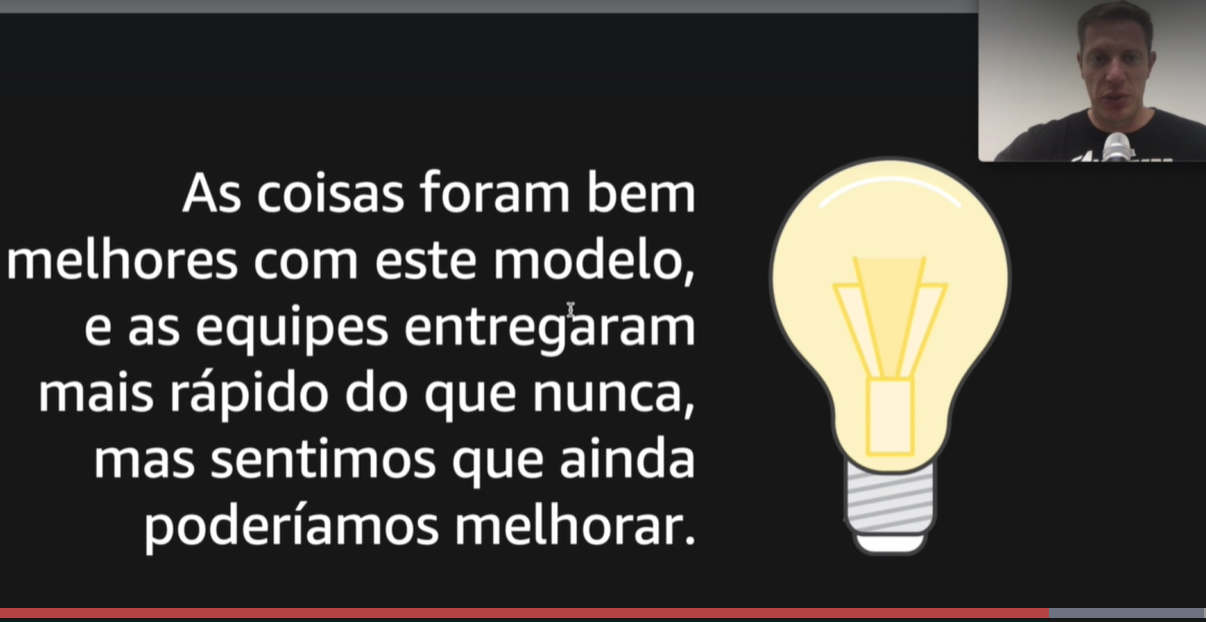 As coisas foram bem
melhores com este modelo,
e as equipes entregaram
mais rápido do que nunca,
mas sentimos que ainda
poderíamos melhorar.